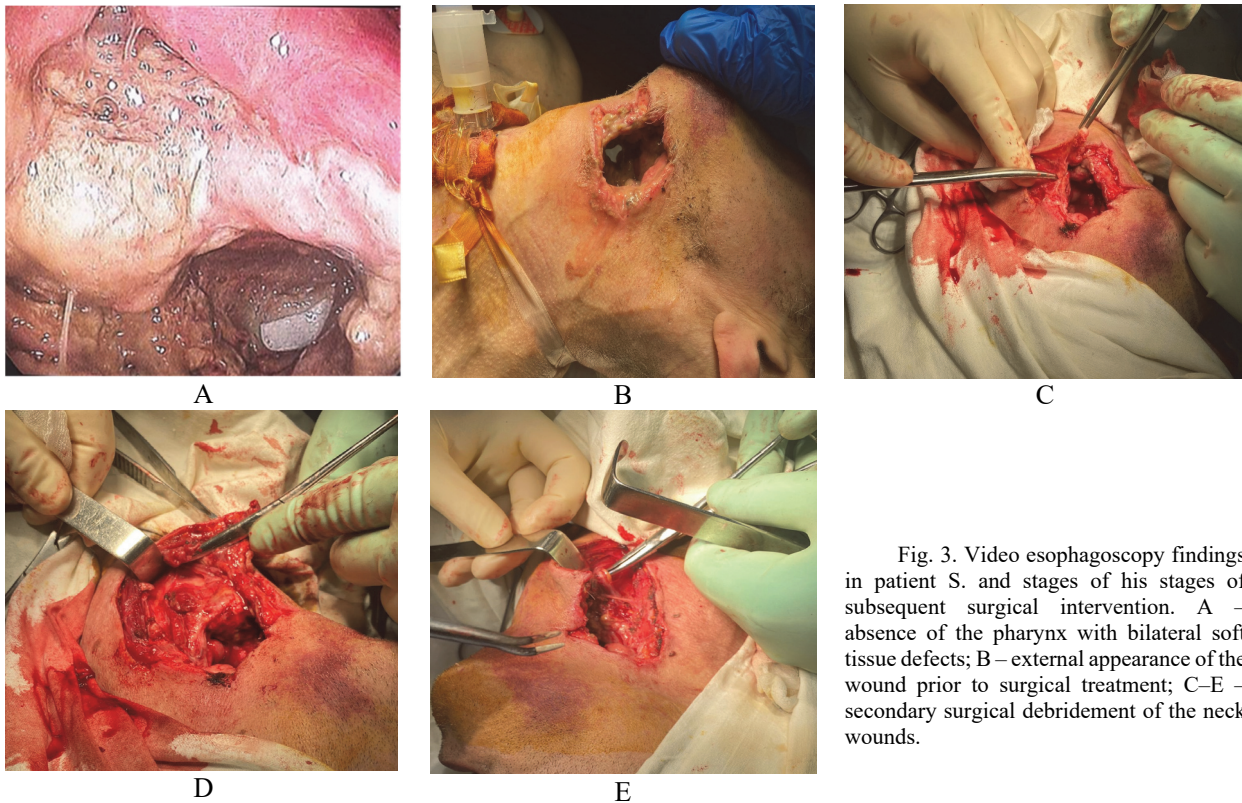 A
B
C
D
E
Fig. 3. Video esophagoscopy findings
in patient S. and stages of his stages of
subsequent surgical intervention. A –
absence of the pharynx with bilateral soft
tissue defects; B – external appearance of the
wound prior to surgical treatment; C–E –
secondary surgical debridement of the neck
wounds.